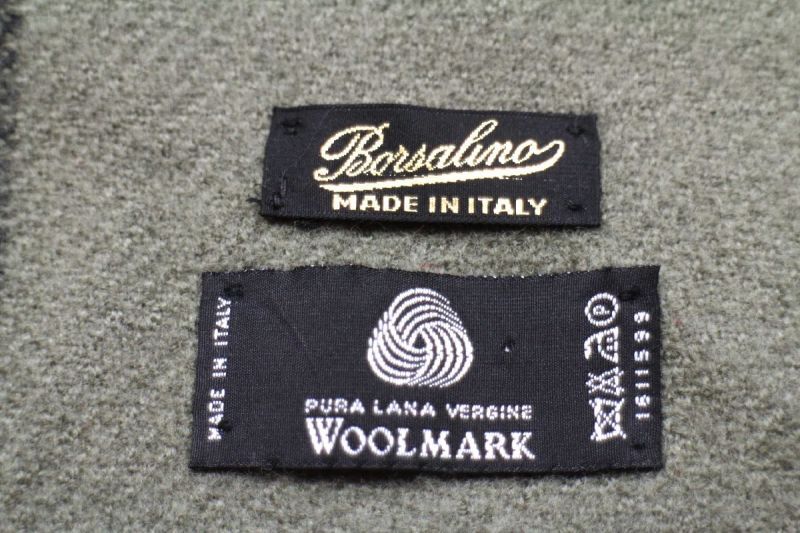 Borsalino
MADE IN ITALY
MADE IN ITALY
PURA LANA VERGINE
WOOLMARK
1611599